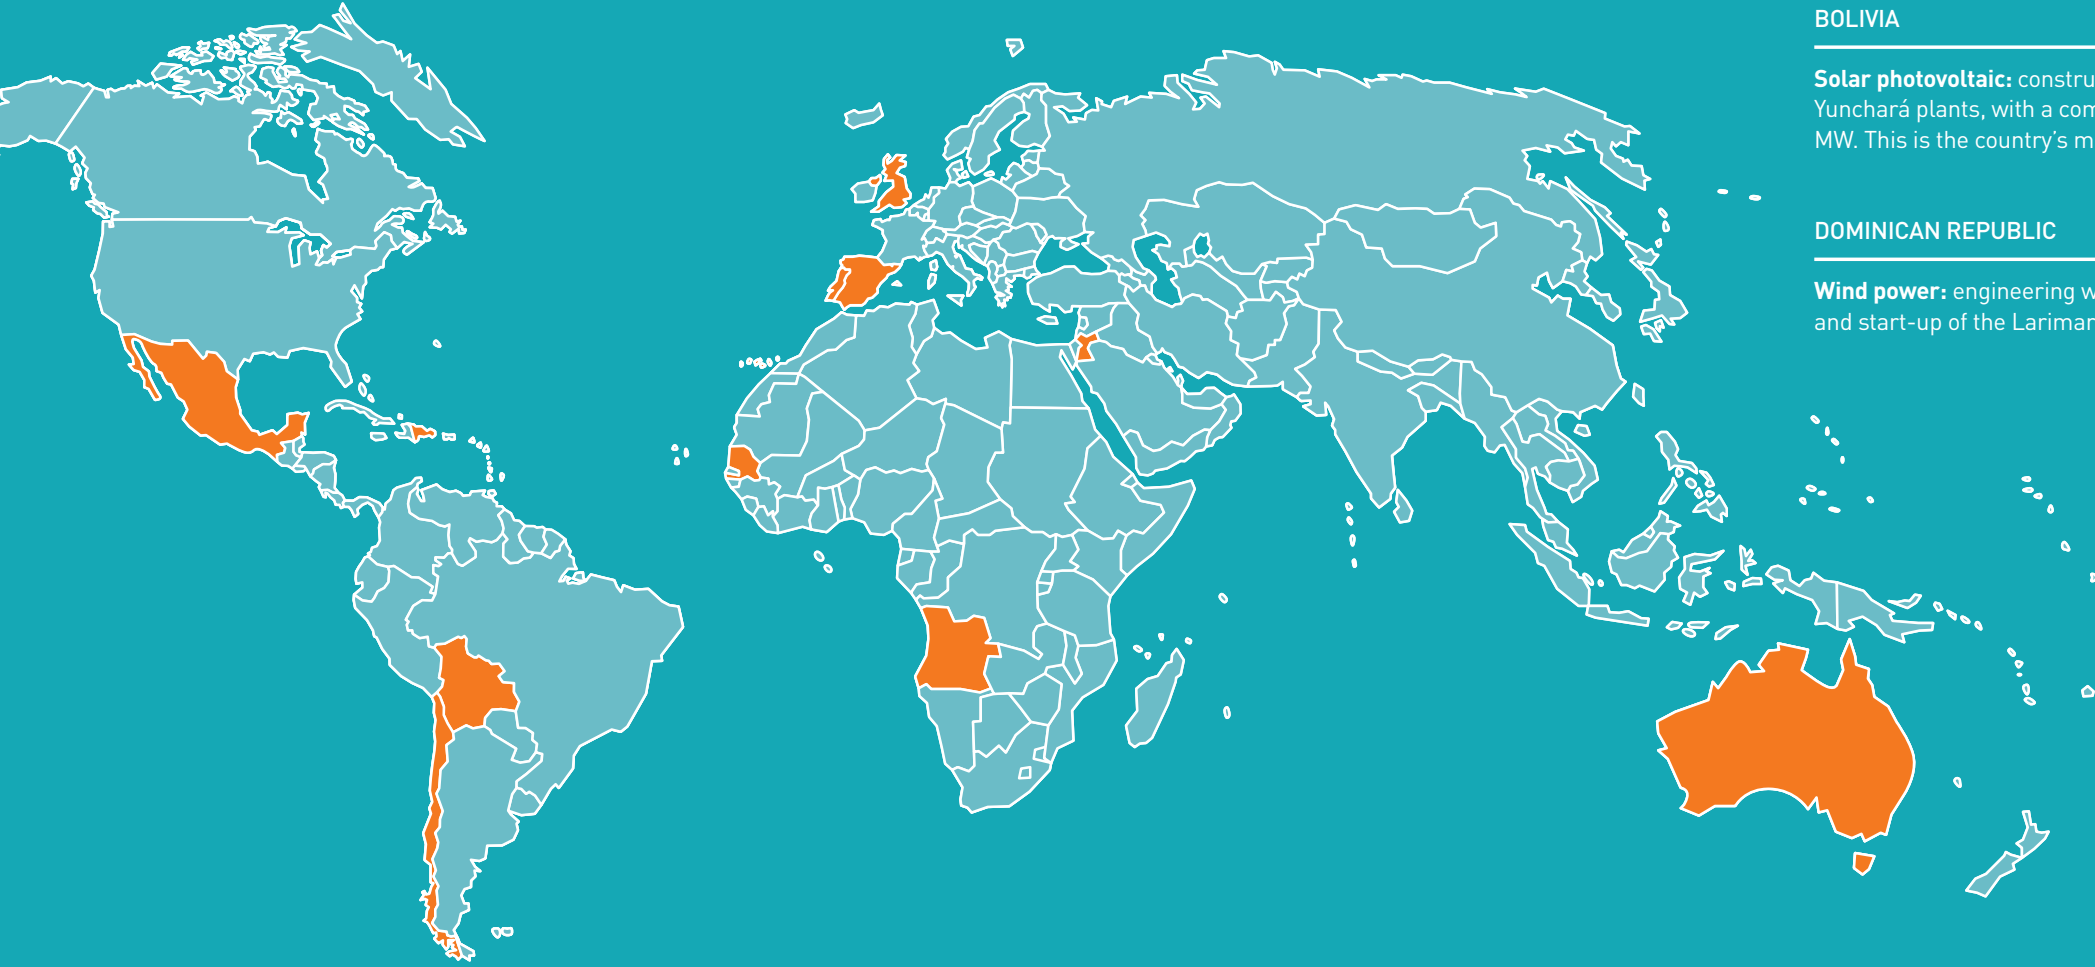 BOLIVIA
Solar photovoltaic: constru
Yunchará plants, with a com
MW. This is the country's m
DOMINICAN REPUBLIC
Wind power: engineering w
and start-up of the Larimar